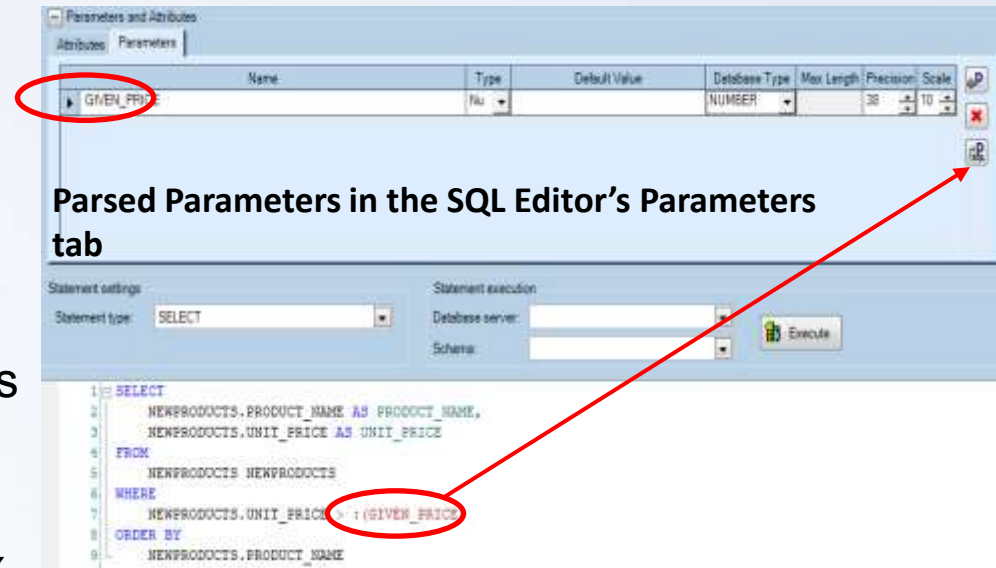 Parameters and Attributes
Attributes Parameters
Name Type Default Value Database Type Max Length Precision Scale
GIVEN_PRICE Nu NUMBER 38 10
Parsed Parameters in the SQL Editor’s Parameters
tab
Statement settings Statement execution
Statement type: SELECT Database server: Execute
Schema:
s
1 SELECT
2 NEWPRODUCTS.PRODUCT_NAME AS PRODUCT_NAME,
3 NEWPRODUCTS.UNIT_PRICE AS UNIT_PRICE
4 FROM
5 NEWPRODUCTS NEWPRODUCTS
6 WHERE
7 NEWPRODUCTS.UNIT_PRICE > :(GIVEN_PRICE
8 ORDER BY
9 NEWPRODUCTS.PRODUCT_NAME